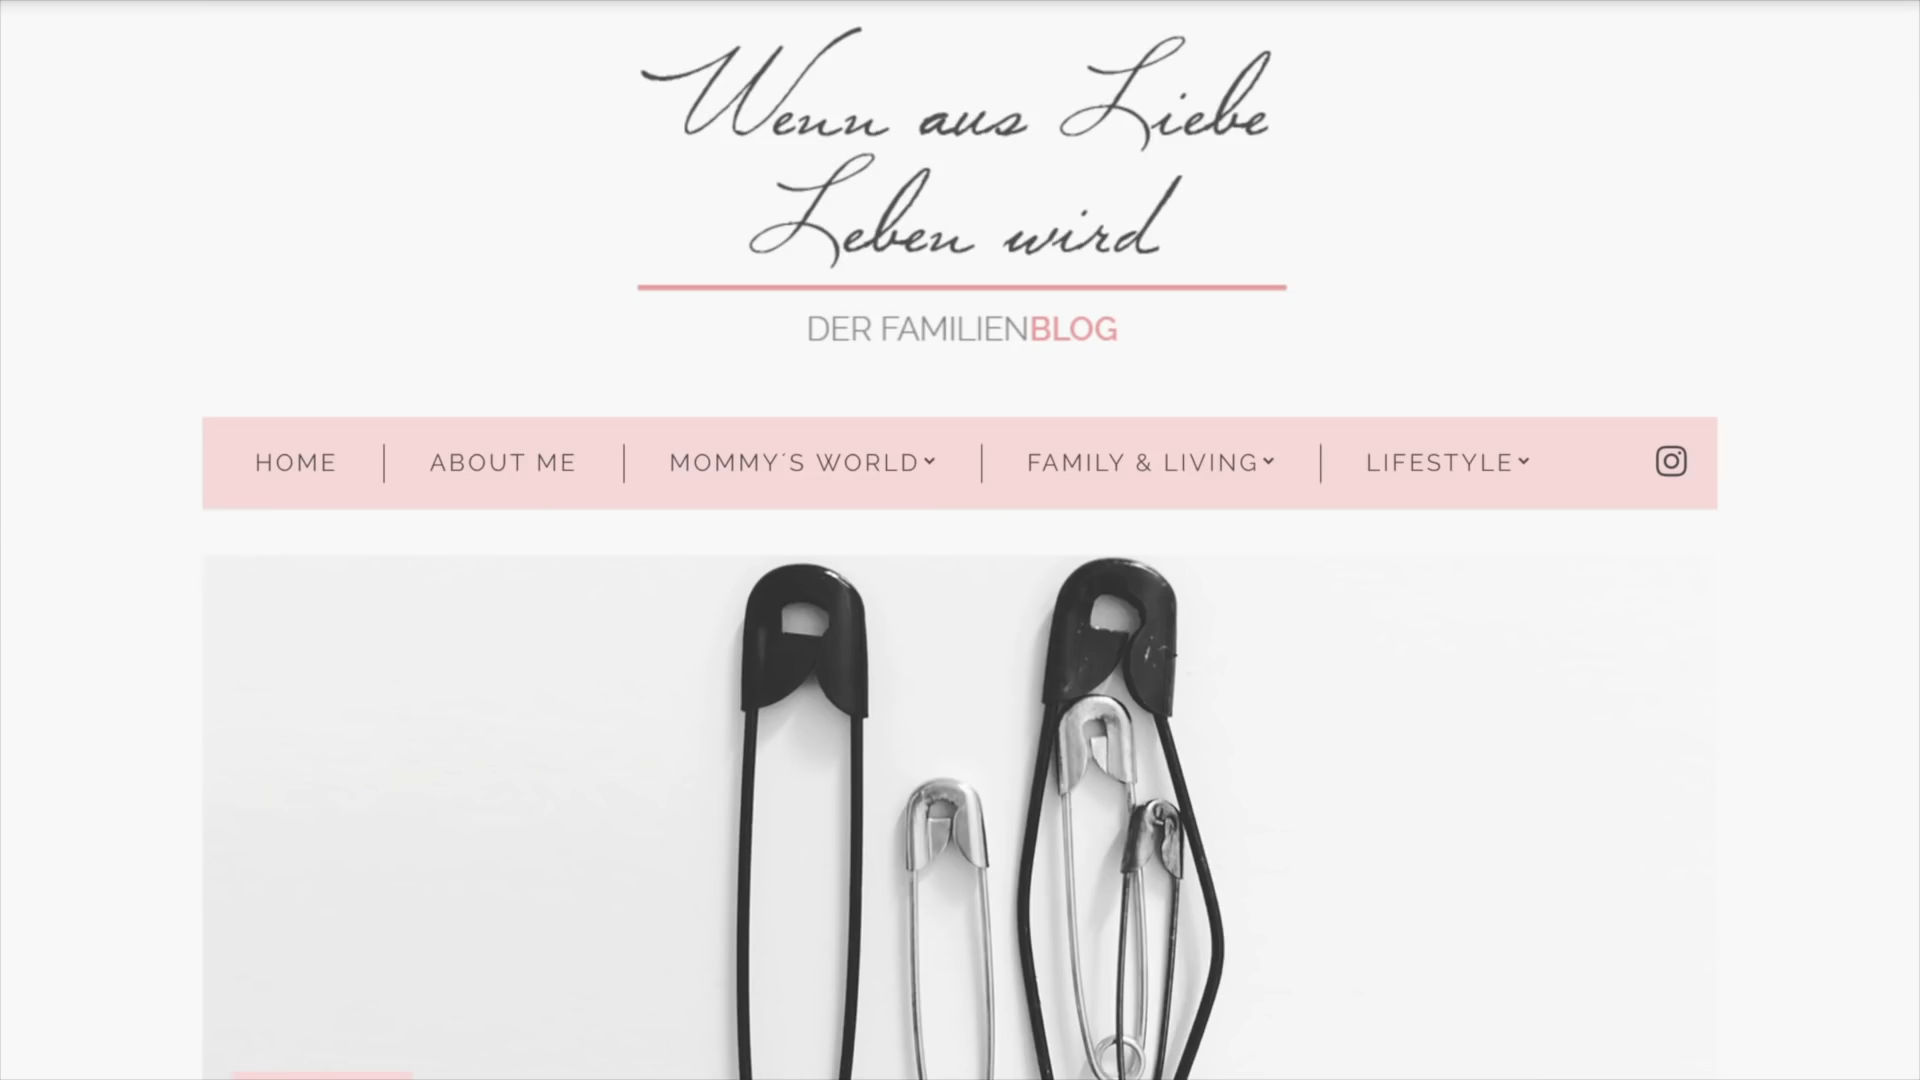 Wenn aus Liebe
Leben wird
DER FAMILIENBLOG
HOME
ABOUT ME
MOMMY´S WORLD
FAMILY & LIVING
LIFESTYLE